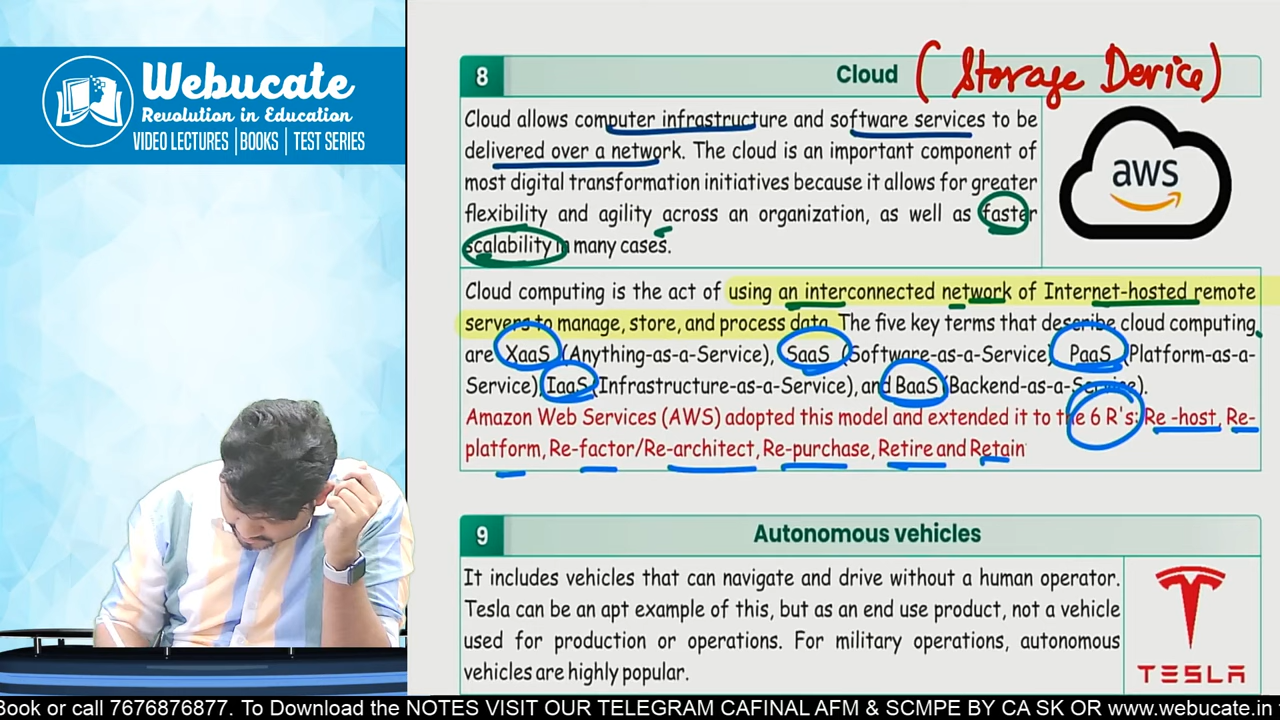 Webucate
Revolution in Education
VIDEO LECTURES | BOOKS | TEST SERIES
8
Cloud (Storage Device)
Cloud allows computer infrastructure and software services to be
delivered over a network. The cloud is an important component of
most digital transformation initiatives because it allows for greater
flexibility and agility across an organization, as well as faster
scalability in many cases.
aws
Cloud computing is the act of using an interconnected network of Internet-hosted remote
servers to manage, store, and process data. The five key terms that describe cloud computing
are XaaS (Anything-as-a-Service), SaaS (Software-as-a-Service), PaaS (Platform-as-a-
Service), IaaS (Infrastructure-as-a-Service), and BaaS (Backend-as-a-Service).
Amazon Web Services (AWS) adopted this model and extended it to the 6 R's: Re -host, Re-
platform, Re-factor/Re-architect, Re-purchase, Retire and Retain
9
Autonomous vehicles
It includes vehicles that can navigate and drive without a human operator.
Tesla can be an apt example of this, but as an end use product, not a vehicle
used for production or operations. For military operations, autonomous
vehicles are highly popular.
TESLA
Book or call 7676876877. To Download the NOTES VISIT OUR TELEGRAM CAFINAL AFM & SCMPE BY CA SK OR www.webucate.in